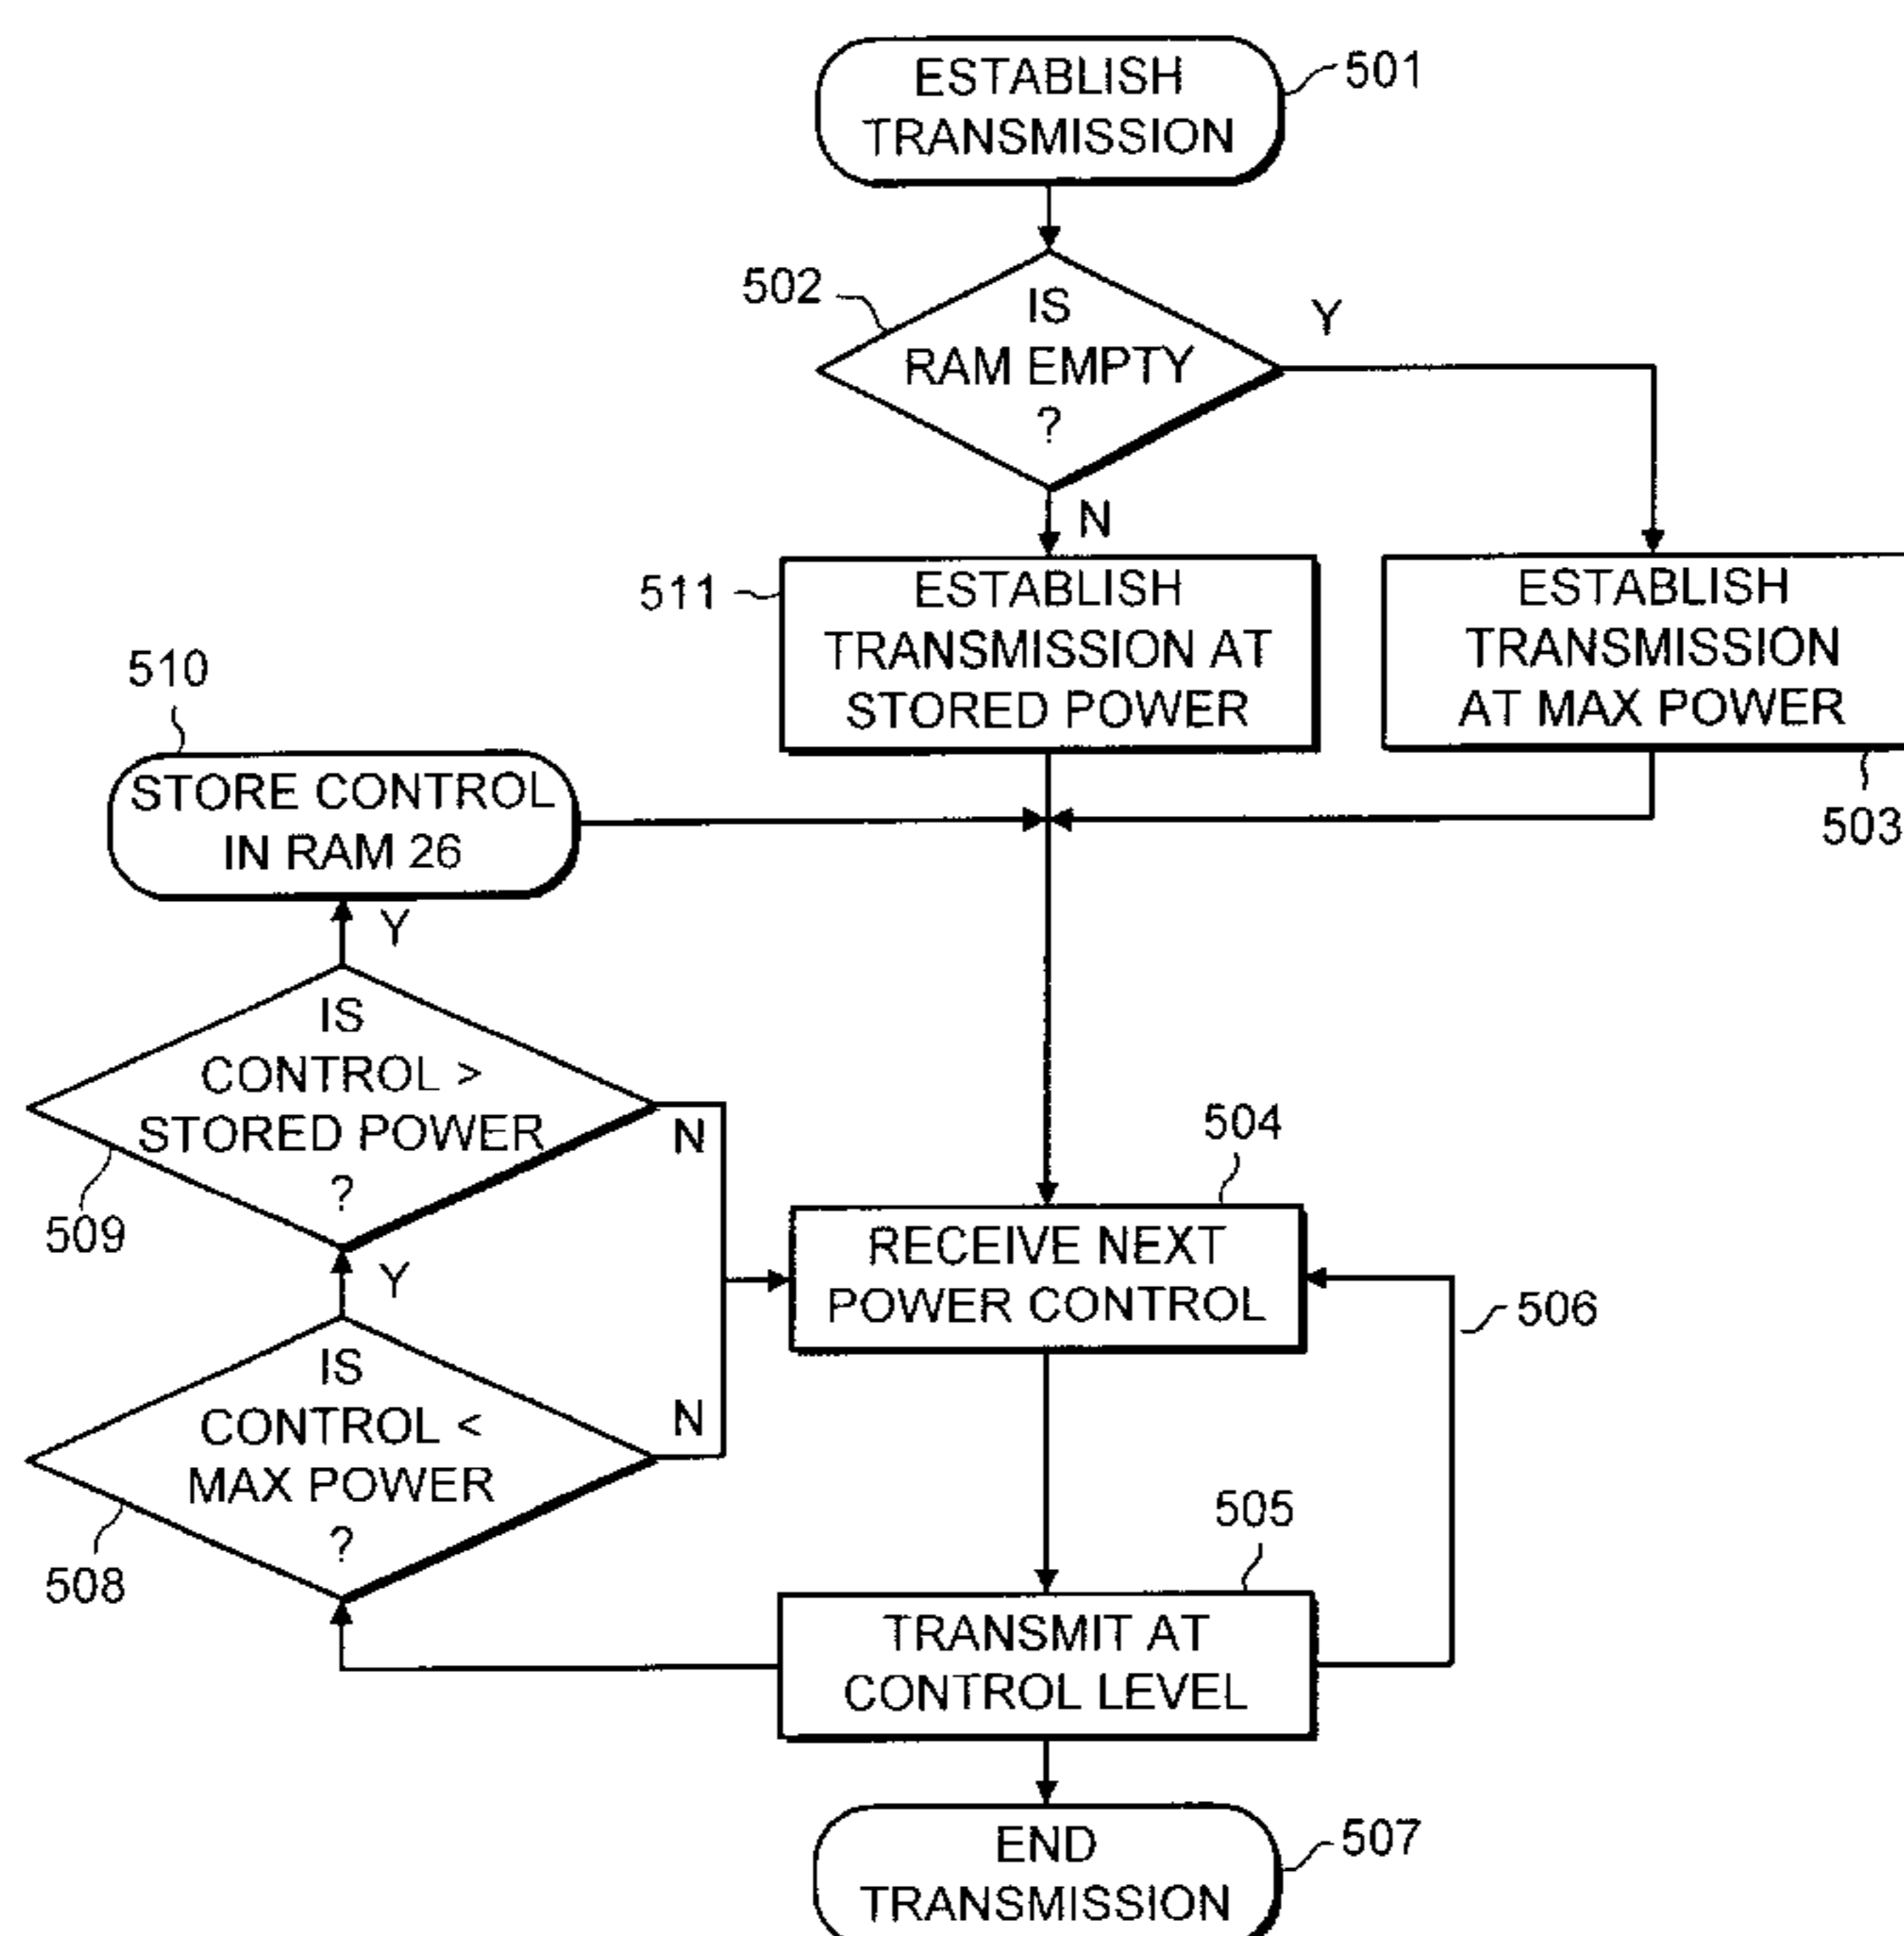 ESTABLISH
TRANSMISSION
501
502
IS
RAM EMPTY
?
Y
N
511
ESTABLISH
TRANSMISSION AT
STORED POWER
ESTABLISH
TRANSMISSION
AT MAX POWER
503
510
STORE CONTROL
IN RAM 26
Y
IS
CONTROL >
STORED POWER
?
N
509
Y
504
RECEIVE NEXT
POWER CONTROL
506
IS
CONTROL <
MAX POWER
?
N
508
505
TRANSMIT AT
CONTROL LEVEL
END
TRANSMISSION
507